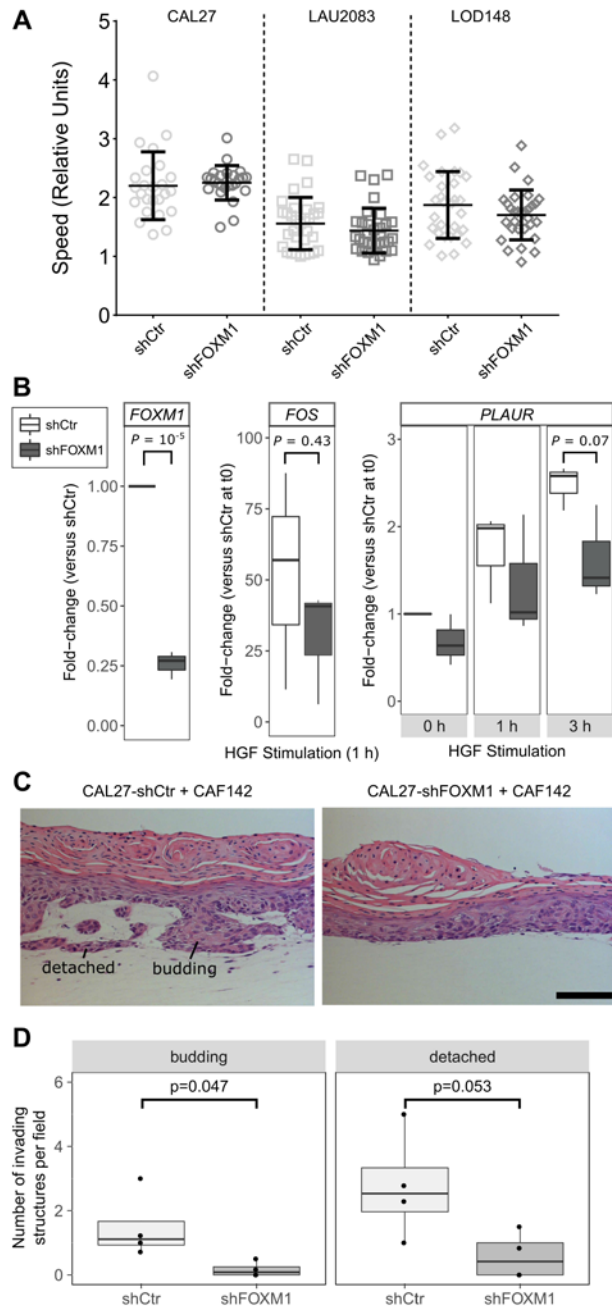 A
CAL27 LAU2083 LOD148
Speed (Relative Units)
5
4
3
2
1
0
shCtr shFOXM1 shCtr shFOXM1 shCtr shFOXM1
B
shCtr
shFOXM1
FOXM1
P = 10-5
Fold−change (versus shCtr)
1.00
0.75
0.50
0.25
0.00
FOS
P = 0.43
Fold−change (versus shCtr at t0)
100
75
50
25
0
HGF Stimulation (1 h)
PLAUR
P = 0.07
Fold−change (versus shCtr at t0)
3
2
1
0
0 h 1 h 3 h
HGF Stimulation
C
CAL27-shCtr + CAF142 CAL27-shFOXM1 + CAF142
detached budding
D
budding detached
p=0.047 p=0.053
Number of invading
structures per field
6
4
2
0
shCtr shFOXM1 shCtr shFOXM1